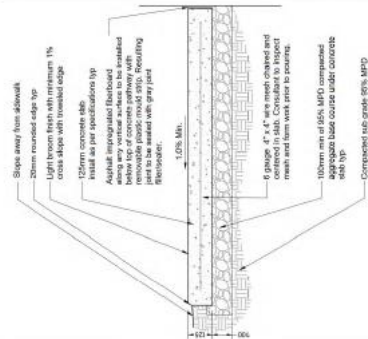 Slope away from sidewalk
20mm rounded edge typ
Light broom finish with minimum 1%
cross slope with troweled edge
125mm concrete slab
install as per specifications typ
Asphalt impregnated fiberboard
along any vertical surface to be installed
below top of concrete pathway with
removable plastic mould strip. Resulting
joint to be sealed with gray joint
filler/sealer.
1.0% Min.
6 gauge 4" x 4" wire mesh chaired and
centered in slab. Consultant to inspect
mesh and form work prior to pouring.
100mm min of 95% MPD compacted
aggregate base course under concrete
slab typ
Compacted sub grade 95% MPD
125
100